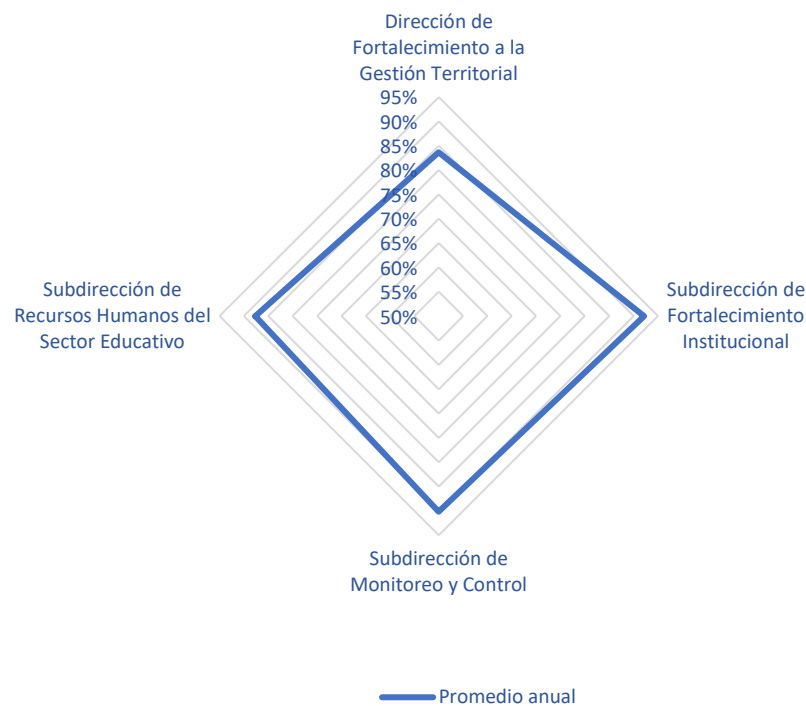 Dirección de
Fortalecimiento a la
Gestión Territorial
95%
90%
85%
80%
75%
70%
65%
60%
55%
50%
Subdirección de
Fortalecimiento
Institucional
Subdirección de
Recursos Humanos del
Sector Educativo
Subdirección de
Monitoreo y Control
Promedio anual